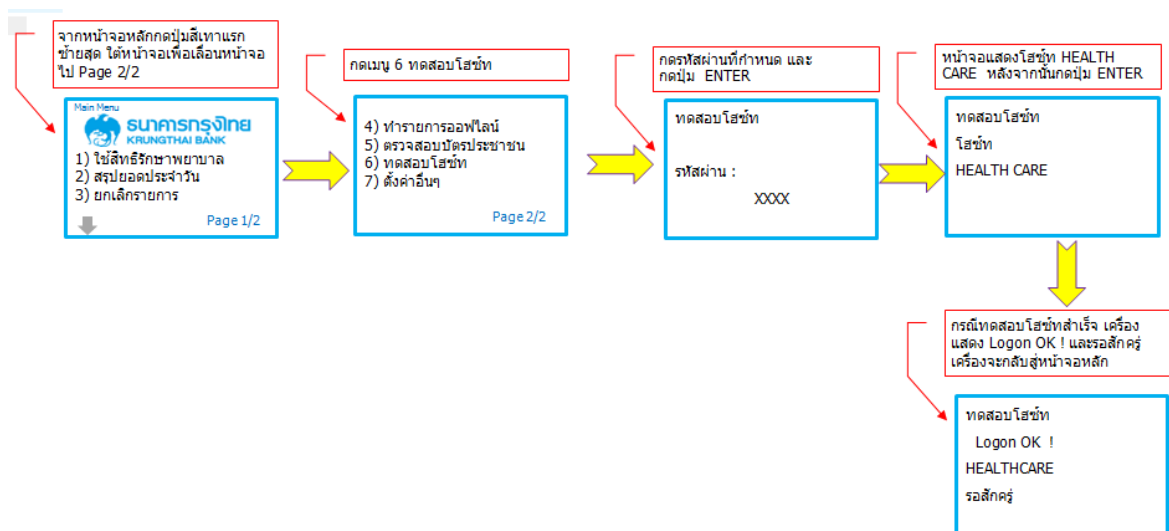 จากหน้าจอหลักกดปุ่มสีเทาแรก
ซ้ายสุด ใต้หน้าจอเพื่อเลื่อนหน้าจอ
ไป Page 2/2
Main Menu
ธนาคารกรุงไทย
KRUNGTHAI BANK
1) ใช้สิทธิรักษาพยาบาล
2) สรุปยอดประจำวัน
3) ยกเลิกรายการ
Page 1/2
กดเมนู 6 ทดสอบโฮซ์ท
4) ทำรายการออฟไลน์
5) ตรวจสอบบัตรประชาชน
6) ทดสอบโฮซ์ท
7) ตั้งค่าอื่นๆ
Page 2/2
กดรหัสผ่านที่กำหนด และ
กดปุ่ม ENTER
ทดสอบโฮซ์ท
รหัสผ่าน :
XXXX
หน้าจอแสดงโฮซ์ท HEALTH
CARE หลังจากนั้นกดปุ่ม ENTER
ทดสอบโฮซ์ท
โฮซ์ท
HEALTH CARE
กรณีทดสอบโฮซ์ทสำเร็จ เครื่อง
แสดง Logon OK ! และรอสักครู่
เครื่องจะกลับสู่หน้าจอหลัก
ทดสอบโฮซ์ท
Logon OK !
HEALTHCARE
รอสักครู่